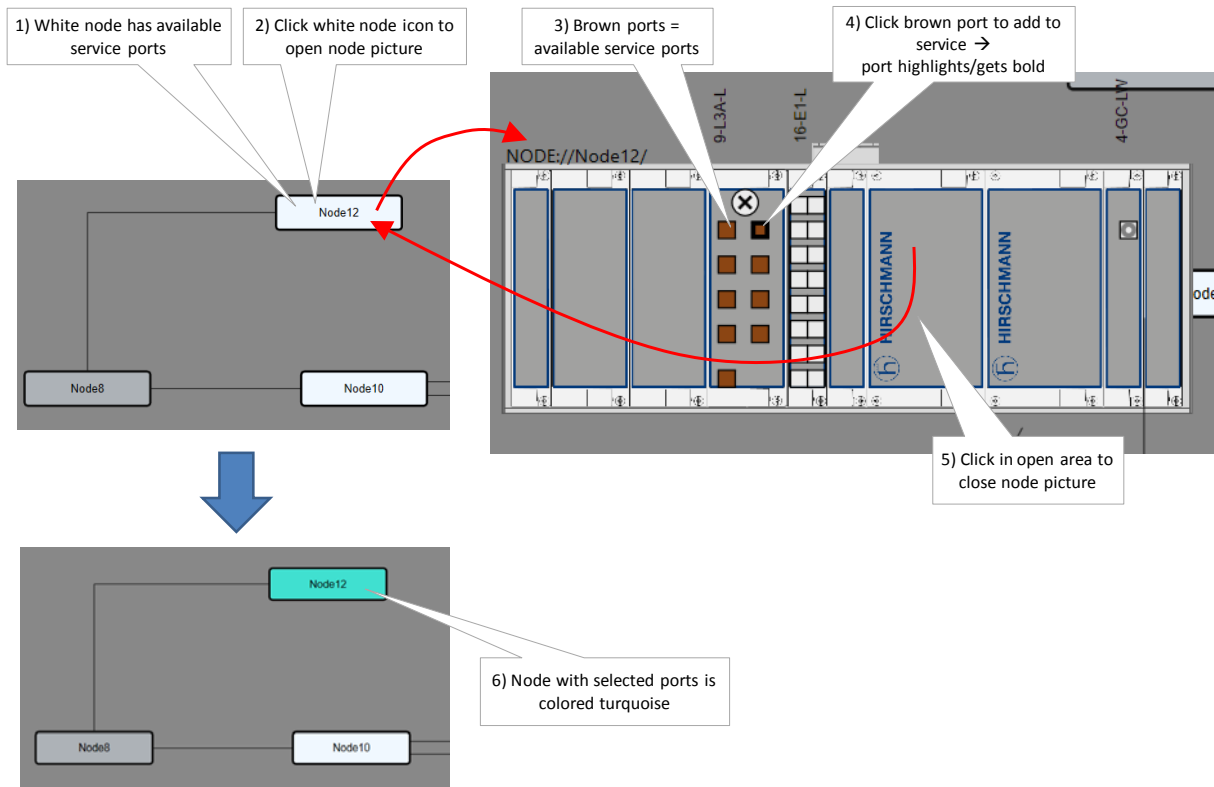 1) White node has available
service ports
2) Click white node icon to
open node picture
3) Brown ports =
available service ports
4) Click brown port to add to
service →
port highlights/gets bold
9-L3A-L
16-E1-L
4-GC-LW
NODE://Node12/
Node12
Node8
Node10
HIRSCHMANN
HIRSCHMANN
ode
5) Click in open area to
close node picture
Node12
6) Node with selected ports is
colored turquoise
Node8
Node10